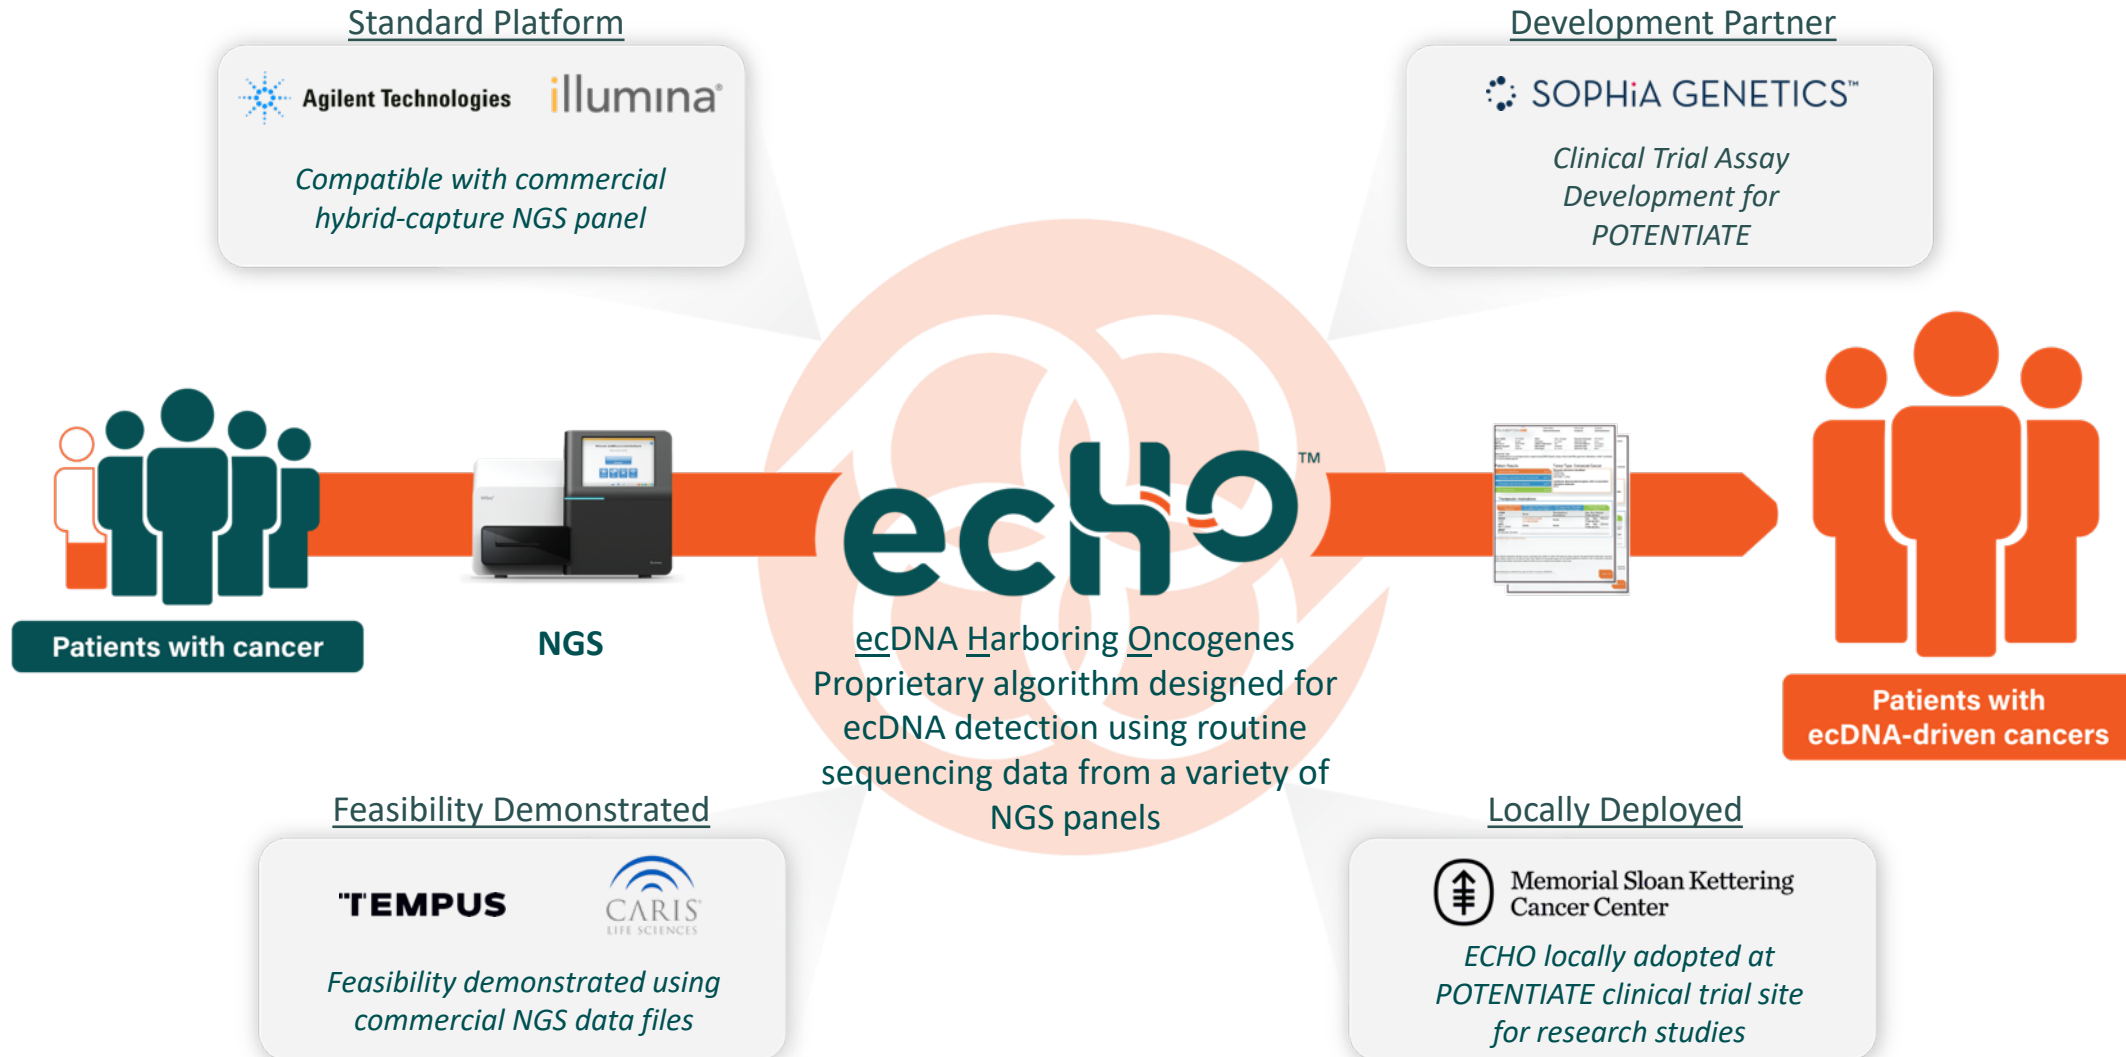 Standard Platform
Agilent Technologies
illumina®
Compatible with commercial
hybrid-capture NGS panel
Development Partner
SOPHiA GENETICS™
Clinical Trial Assay
Development for
POTENTIATE
Patients with cancer
NGS
ecHO™
ecDNA Harboring Oncogenes
Proprietary algorithm designed for
ecDNA detection using routine
sequencing data from a variety of
NGS panels
Patients with
ecDNA-driven cancers
Feasibility Demonstrated
TEMPUS
CARIS
LIFE SCIENCES
Feasibility demonstrated using
commercial NGS data files
Locally Deployed
Memorial Sloan Kettering
Cancer Center
ECHO locally adopted at
POTENTIATE clinical trial site
for research studies